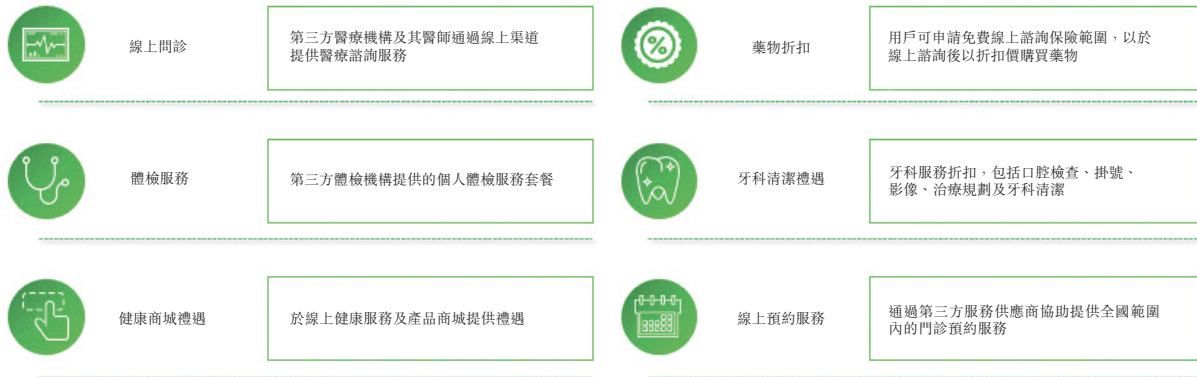 線上問診
第三方醫療機構及其醫師通過線上渠道
提供醫療諮詢服務
藥物折扣
用戶可申請免費線上諮詢保險範圍，以於
線上諮詢後以折扣價購買藥物
體檢服務
第三方體檢機構提供的個人體檢服務套餐
牙科清潔禮遇
牙科服務折扣，包括口腔檢查、掛號、
影像、治療規劃及牙科清潔
健康商城禮遇
於線上健康服務及產品商城提供禮遇
線上預約服務
通過第三方服務供應商協助提供全國範圍
內的門診預約服務